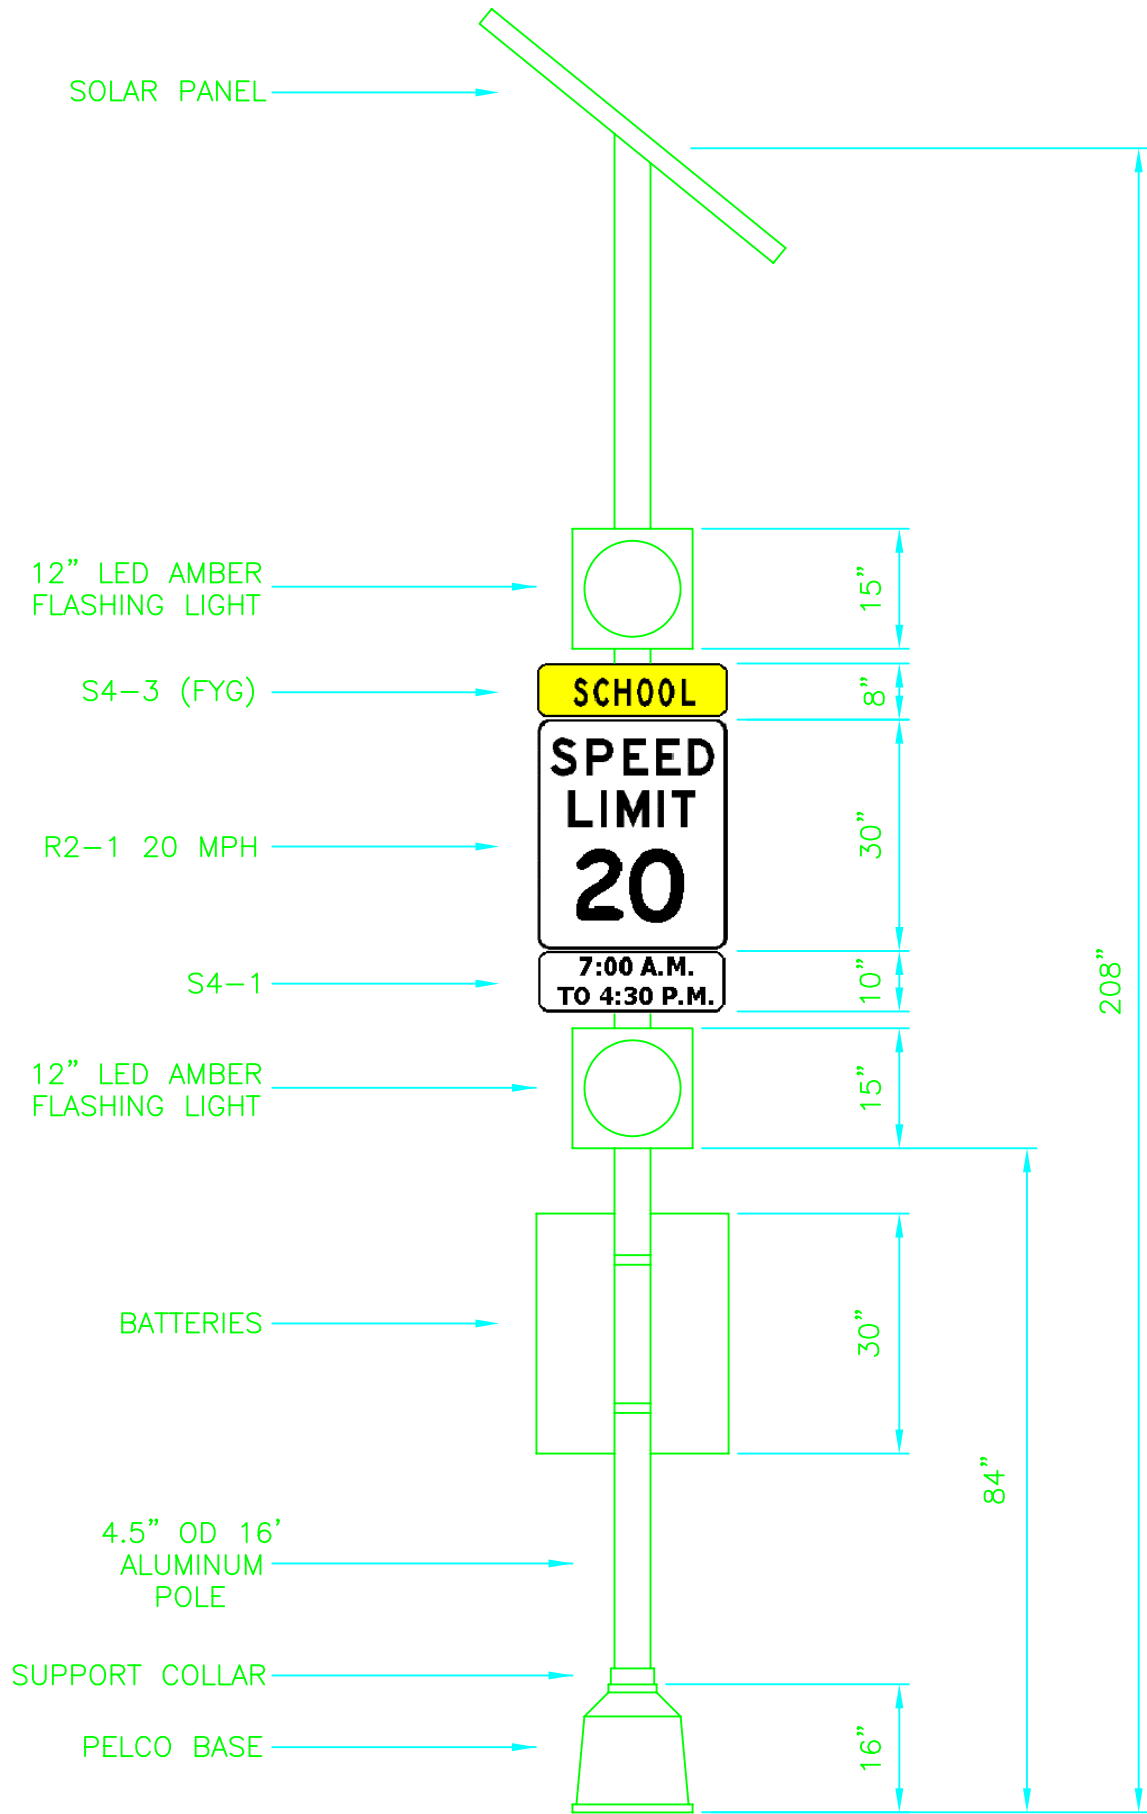 SOLAR PANEL
12” LED AMBER
FLASHING LIGHT
15”
S4-3 (FYG)
SCHOOL
8”
SPEED
LIMIT
20
R2-1 20 MPH
30”
S4-1
7:00 A.M.
TO 4:30 P.M.
10”
208”
12” LED AMBER
FLASHING LIGHT
15”
BATTERIES
30”
84”
4.5” OD 16'
ALUMINUM
POLE
SUPPORT COLLAR
PELCO BASE
16”